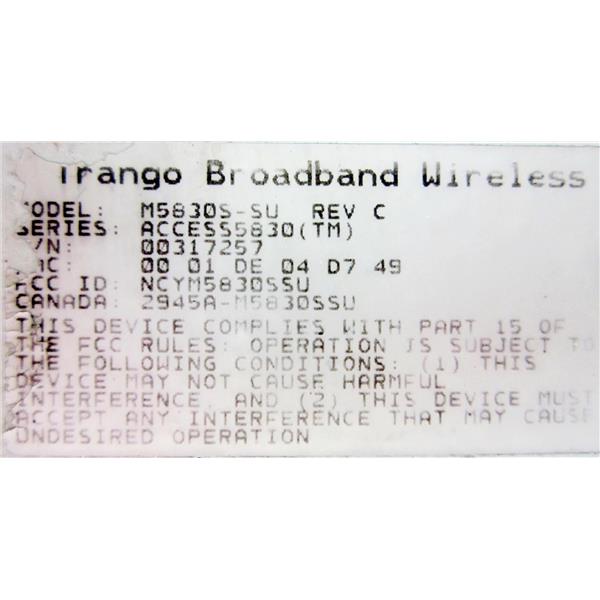 Trango Broadband Wireless
MODEL: M5830S-SU REV C
SERIES: ACCESS5830(TM)
S/N: 00317257
MAC: 00 01 DE 04 D7 49
FCC ID: NCYM5830SSU
CANADA: 2945A-M5830SSU
THIS DEVICE COMPLIES WITH PART 15 OF
THE FCC RULES: OPERATION IS SUBJECT TO
THE FOLLOWING CONDITIONS: (1) THIS
DEVICE MAY NOT CAUSE HARMFUL
INTERFERENCE AND (2) THIS DEVICE MUST
ACCEPT ANY INTERFERENCE THAT MAY CAUSE
UNDESIRED OPERATION